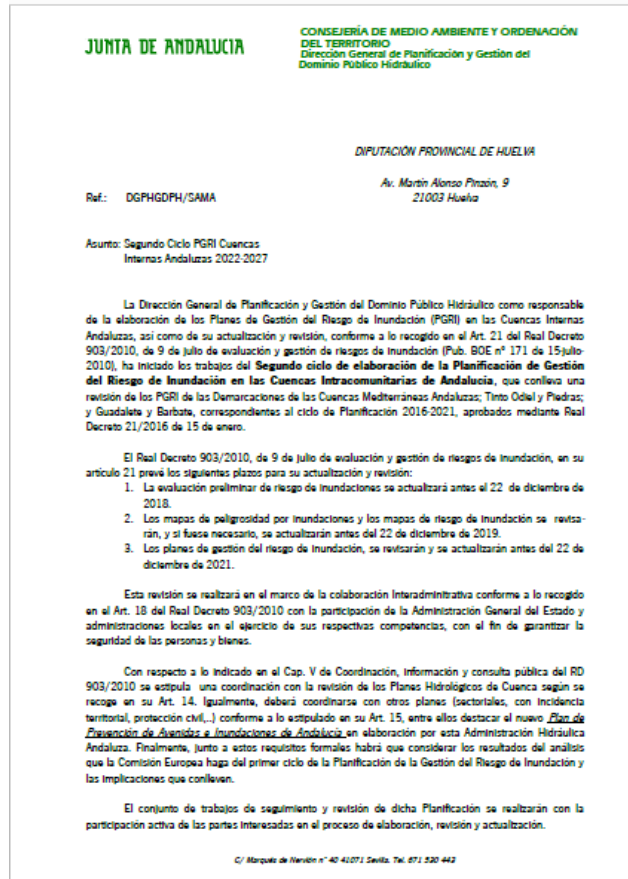 JUNTA DE ANDALUCIA
CONSEJERÍA DE MEDIO AMBIENTE Y ORDENACIÓN
DEL TERRITORIO
Dirección General de Planificación y Gestión del
Dominio Público Hidráulico
DIPUTACIÓN PROVINCIAL DE HUELVA
Av. Martín Alonso Pinzón, 9
Ref.: DGPHGDPH/SAMA 21003 Huelva
Asunto: Segundo Ciclo PGRI Cuencas
Internas Andaluzas 2022-2027
La Dirección General de Planificación y Gestión del Dominio Público Hidráulico como responsable
de la elaboración de los Planes de Gestión del Riesgo de Inundación (PGRI) en las Cuencas Internas
Andaluzas, así como de su actualización y revisión, conforme a lo recogido en el Art. 21 del Real Decreto
903/2010, de 9 de julio de evaluación y gestión de riesgos de inundación (Pub. BOE nº 171 de 15-julio-
2010), ha iniciado los trabajos del Segundo ciclo de elaboración de la Planificación de Gestión
del Riesgo de Inundación en las Cuencas Intracomunitarias de Andalucía, que conlleva una
revisión de los PGRI de las Demarcaciones de las Cuencas Mediterráneas Andaluzas; Tinto Odiel y Piedras;
y Guadalete y Barbate, correspondientes al ciclo de Planificación 2016-2021, aprobados mediante Real
Decreto 21/2016 de 15 de enero.
El Real Decreto 903/2010, de 9 de julio de evaluación y gestión de riesgos de inundación, en su
artículo 21 prevé los siguientes plazos para su actualización y revisión:
1. La evaluación preliminar de riesgo de inundaciones se actualizará antes el 22 de diciembre de
2018.
2. Los mapas de peligrosidad por inundaciones y los mapas de riesgo de inundación se revisa-
rán, y si fuese necesario, se actualizarán antes del 22 de diciembre de 2019.
3. Los planes de gestión del riesgo de inundación, se revisarán y se actualizarán antes del 22 de
diciembre de 2021.
Esta revisión se realizará en el marco de la colaboración Interadminitrativa conforme a lo recogido
en el Art. 18 del Real Decreto 903/2010 con la participación de la Administración General del Estado y
administraciones locales en el ejercicio de sus respectivas competencias, con el fin de garantizar la
seguridad de las personas y bienes.
Con respecto a lo indicado en el Cap. V de Coordinación, información y consulta pública del RD
903/2010 se estipula una coordinación con la revisión de los Planes Hidrológicos de Cuenca según se
recoge en su Art. 14. Igualmente, deberá coordinarse con otros planes (sectoriales, con incidencia
territorial, protección civil,..) conforme a lo estipulado en su Art. 15, entre ellos destacar el nuevo Plan de
Prevención de Avenidas e Inundaciones de Andalucía en elaboración por esta Administración Hidráulica
Andaluza. Finalmente, junto a estos requisitos formales habrá que considerar los resultados del análisis
que la Comisión Europea haga del primer ciclo de la Planificación de la Gestión del Riesgo de Inundación y
las implicaciones que conlleven.
El conjunto de trabajos de seguimiento y revisión de dicha Planificación se realizarán con la
participación activa de las partes interesadas en el proceso de elaboración, revisión y actualización.
C/ Marqués de Nervión nº 40 41071 Sevilla. Tel. 671 530 443